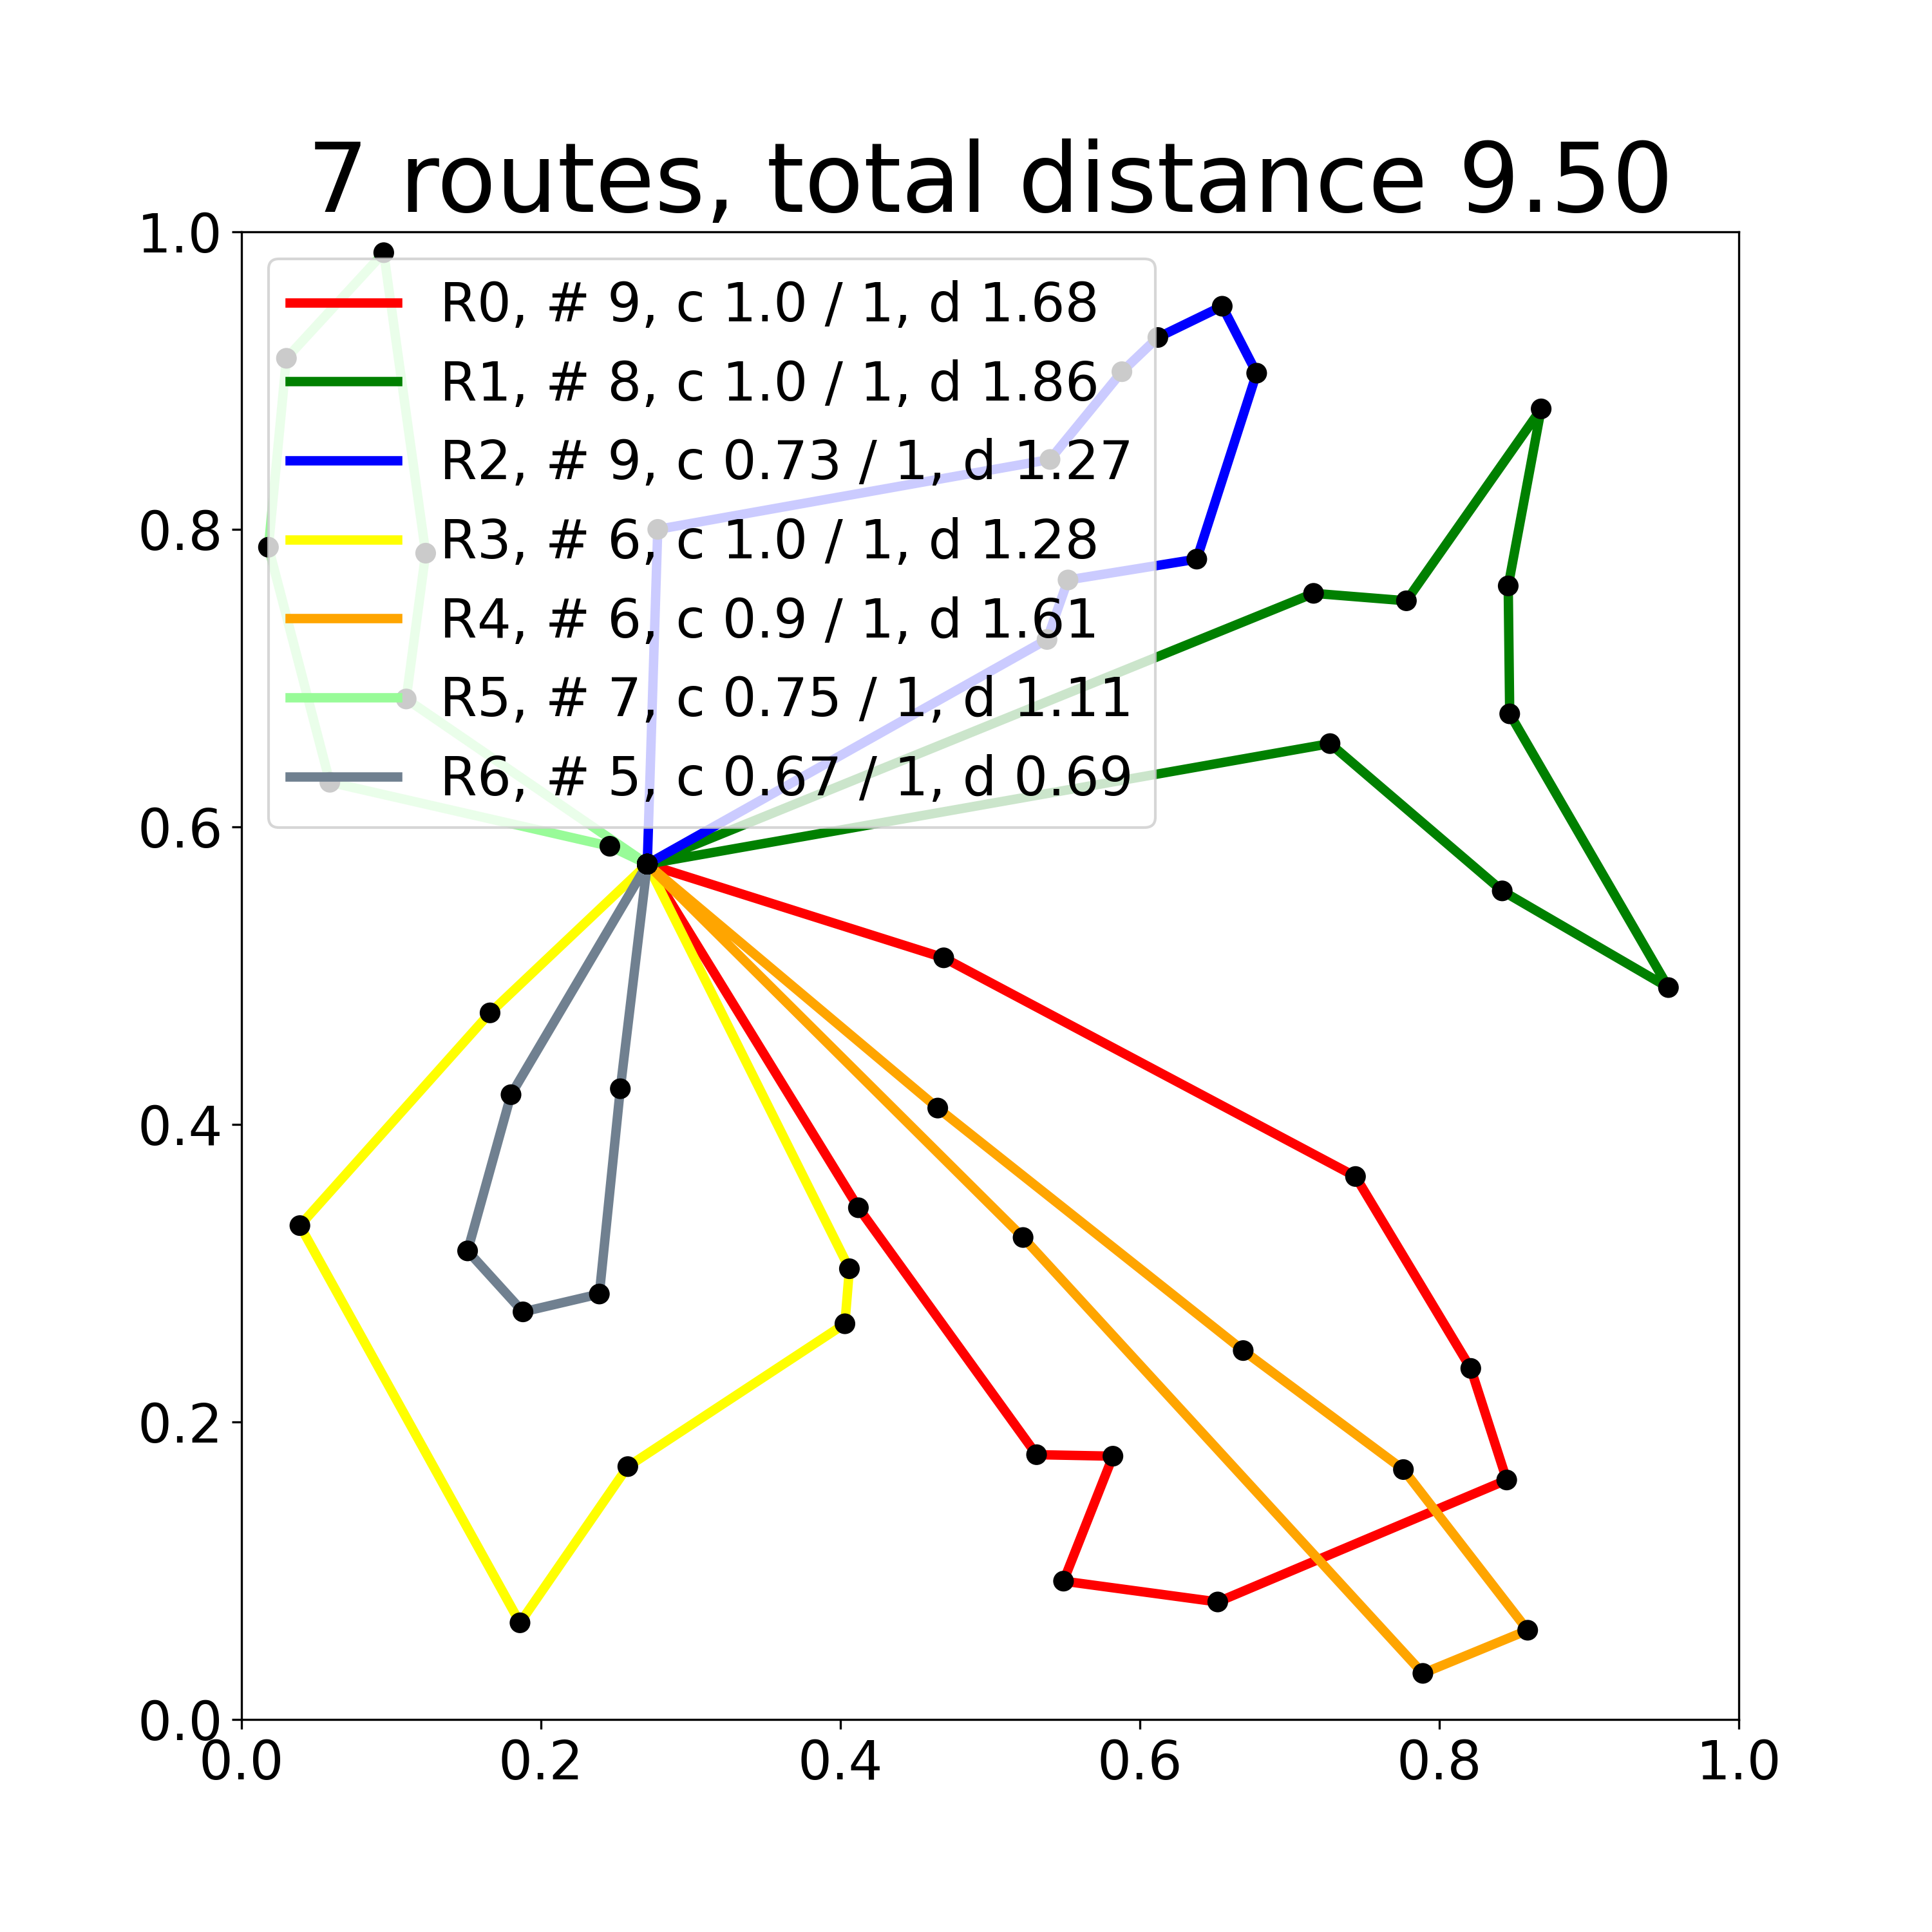 7 routes, total distance 9.50
1.0
0.8
0.6
0.4
0.2
0.0
R0, # 9, c 1.0 / 1, d 1.68
R1, # 8, c 1.0 / 1, d 1.86
R2, # 9, c 0.73 / 1, d 1.27
R3, # 6, c 1.0 / 1, d 1.28
R4, # 6, c 0.9 / 1, d 1.61
R5, # 7, c 0.75 / 1, d 1.11
R6, # 5, c 0.67 / 1, d 0.69
0.0 0.2 0.4 0.6 0.8 1.0